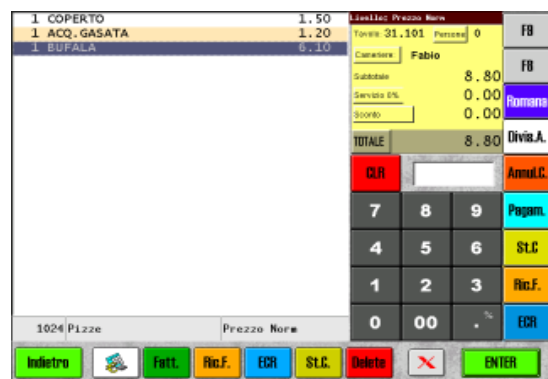 1 COPERTO 1.50
1 ACQ.GASATA 1.20
1 BUFALA 6.10
1024 Pizze Prezzo Norm
Livello: Prezzo Norm
Tovolo 31.101 Persone 0
Cameriere Fabio
Subtotale 8.80
Servizio 0% 0.00
Sconto 0.00
TOTALE 8.80
CLR
7 8 9
4 5 6
1 2 3
0 00 . %
F9
F8
Romana
Divis.A.
Annul.C.
Pagam.
St.C
Ric.F.
ECR
Indietro Fatt. Ric.F. ECR St.C. Delete X ENTER